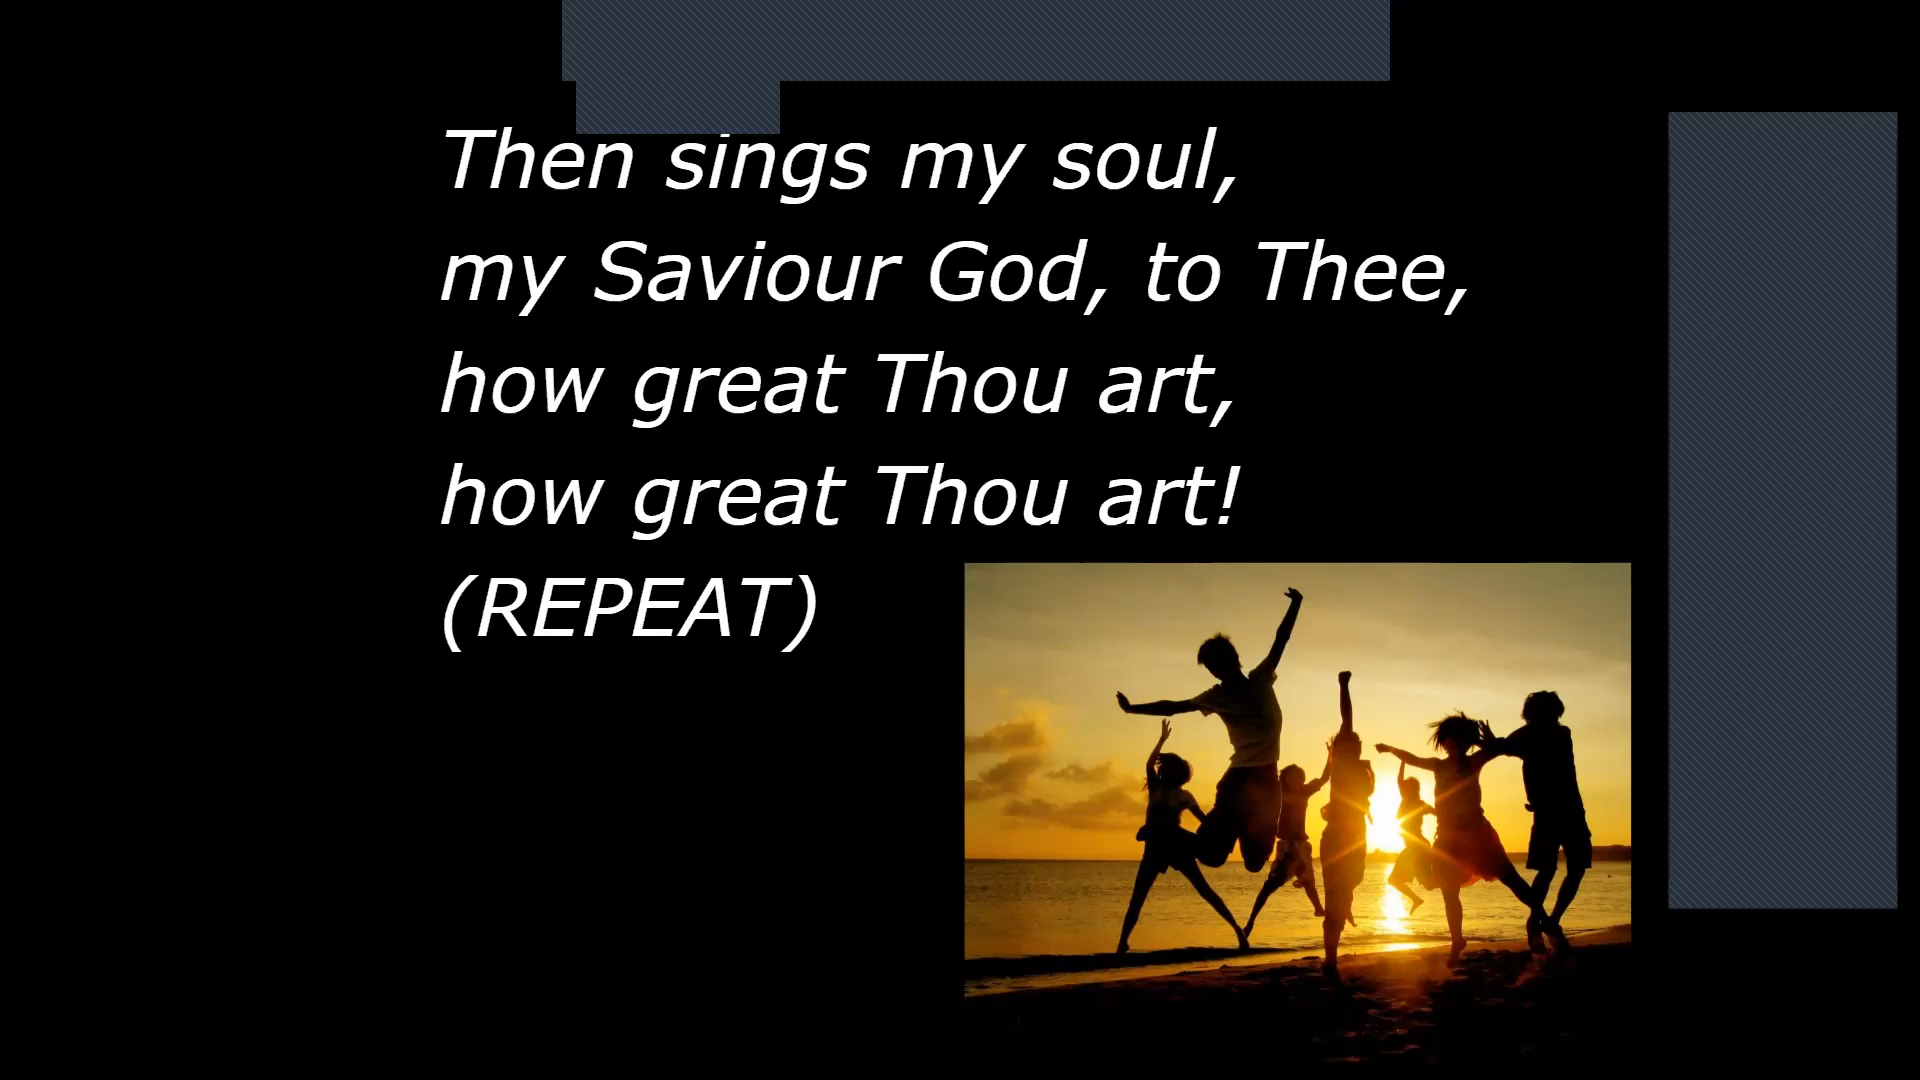 Then sings my soul,
my Saviour God, to Thee,
how great Thou art,
how great Thou art!
(REPEAT)